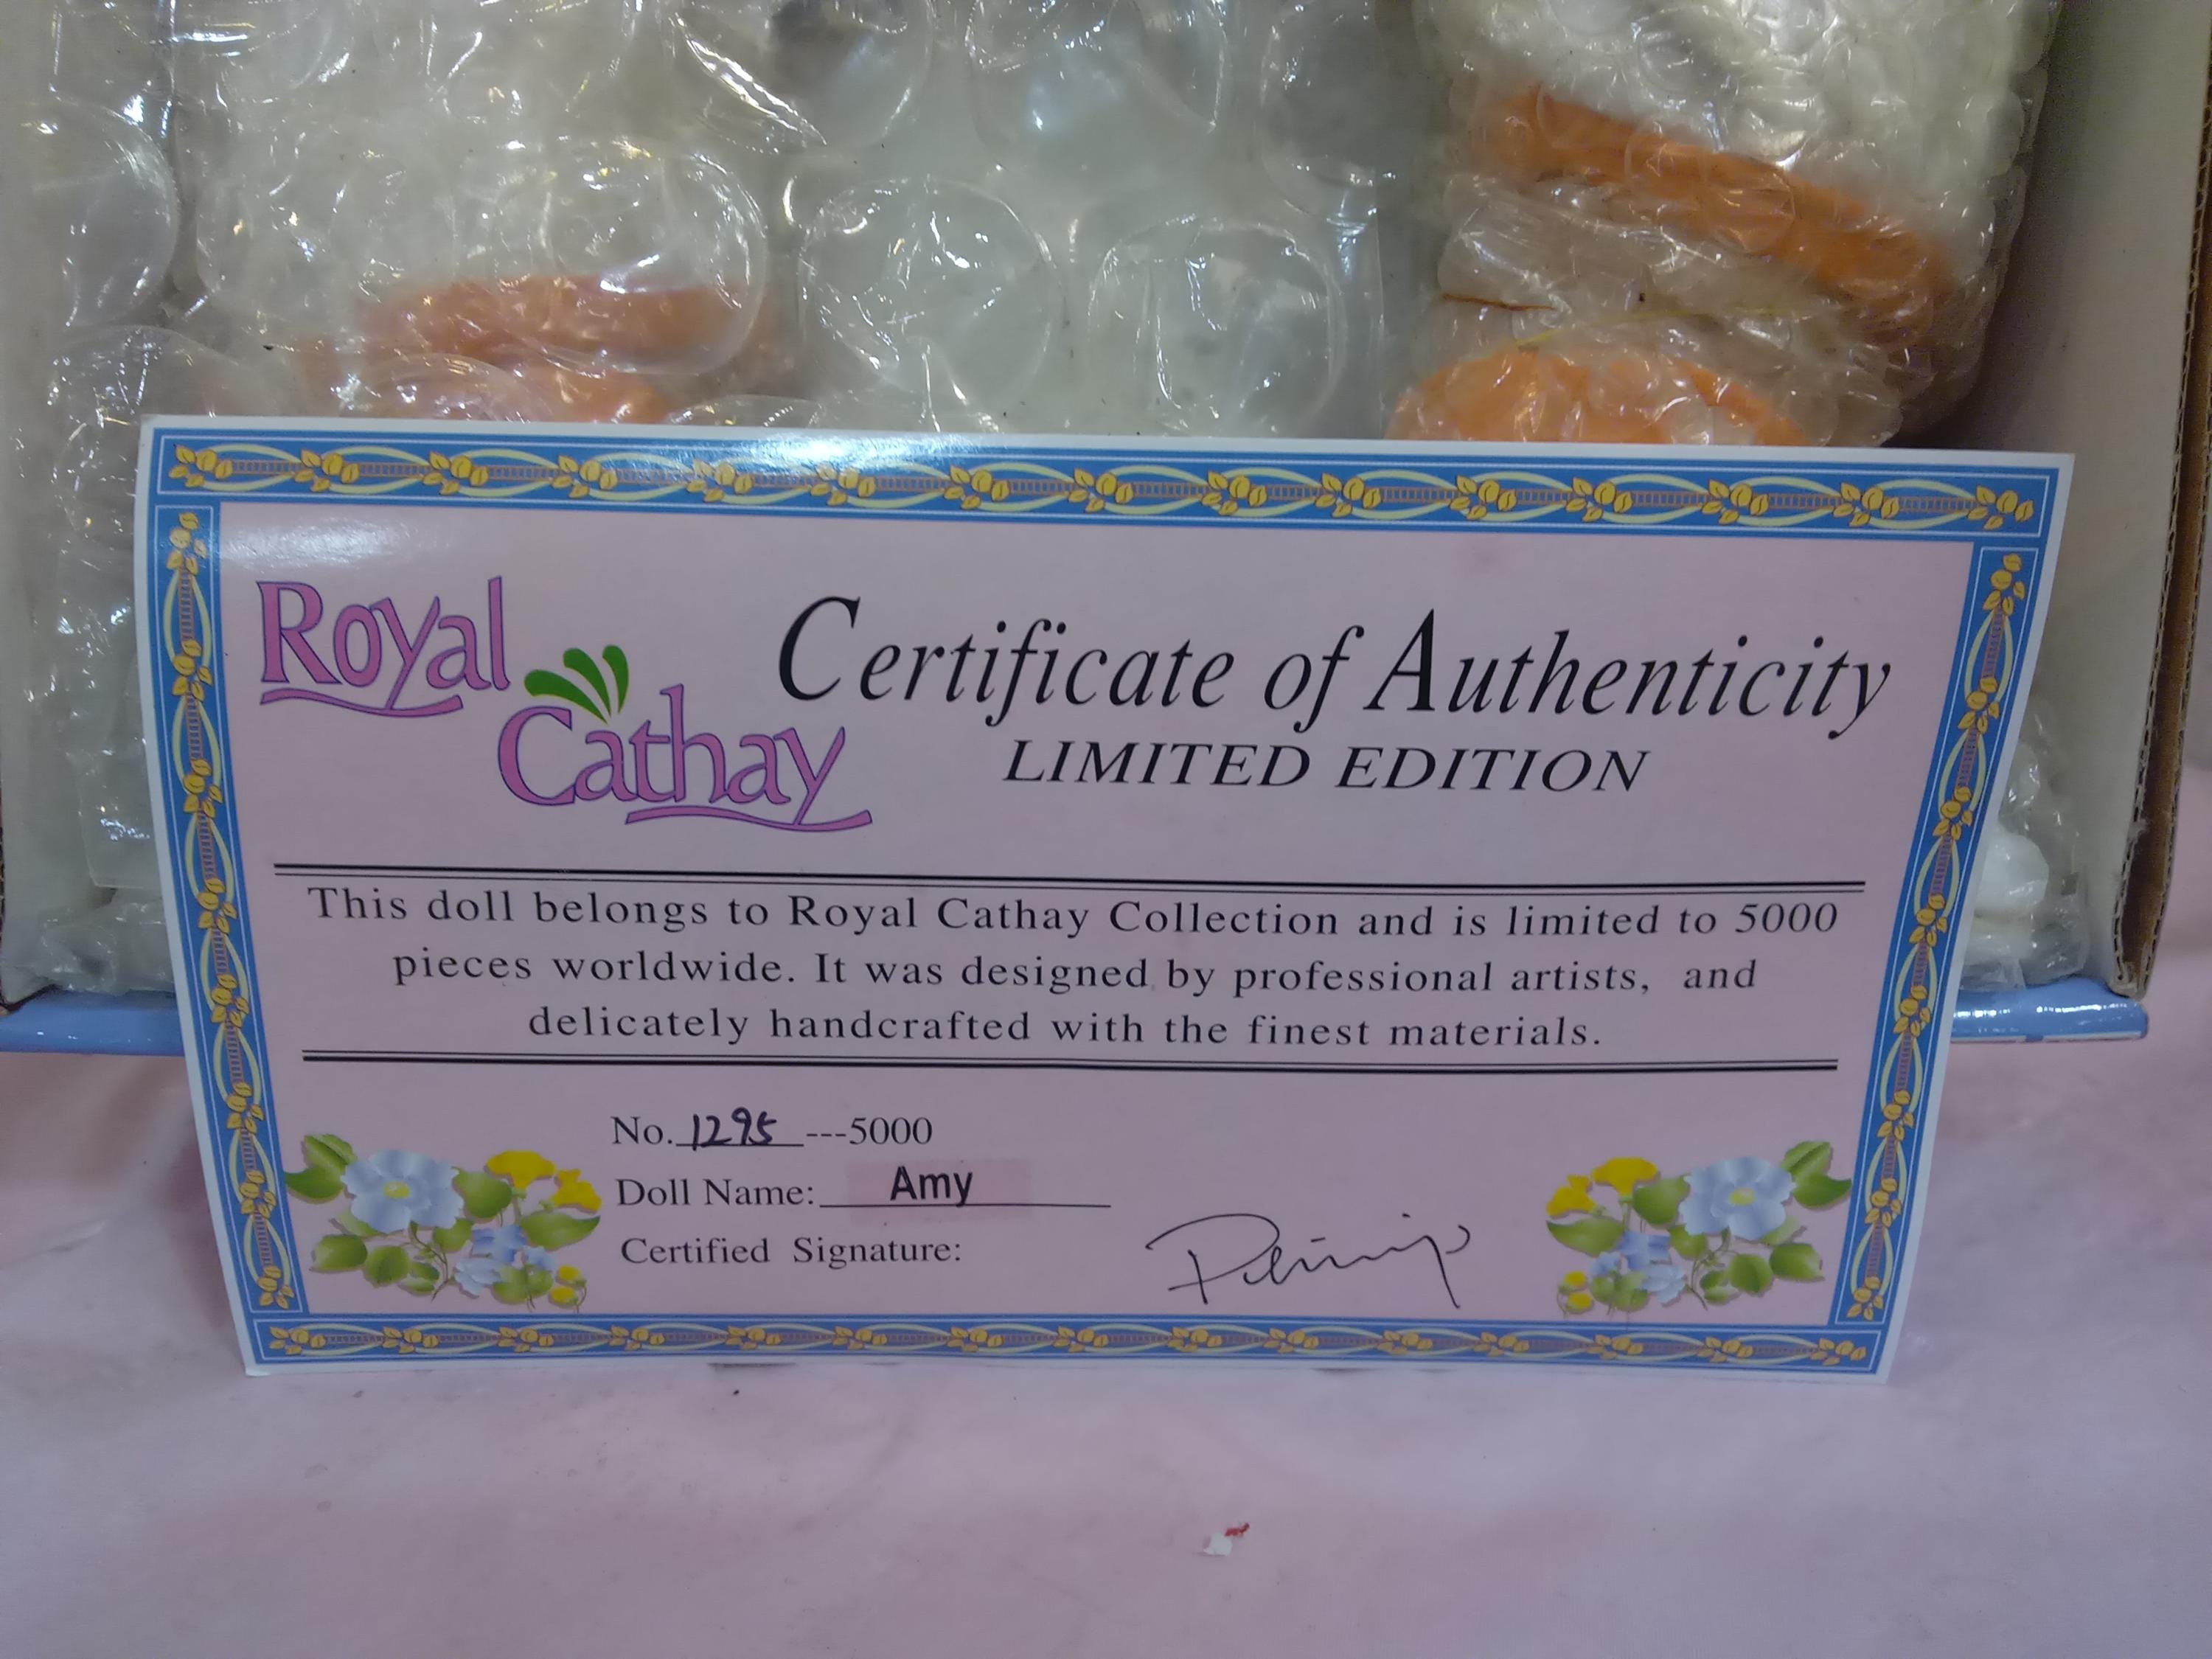 Royal
Cathay
Certificate of Authenticity
LIMITED EDITION
This doll belongs to Royal Cathay Collection and is limited to 5000
pieces worldwide. It was designed by professional artists, and
delicately handcrafted with the finest materials.
No. 1295 ---5000
Doll Name: Amy
Certified Signature: